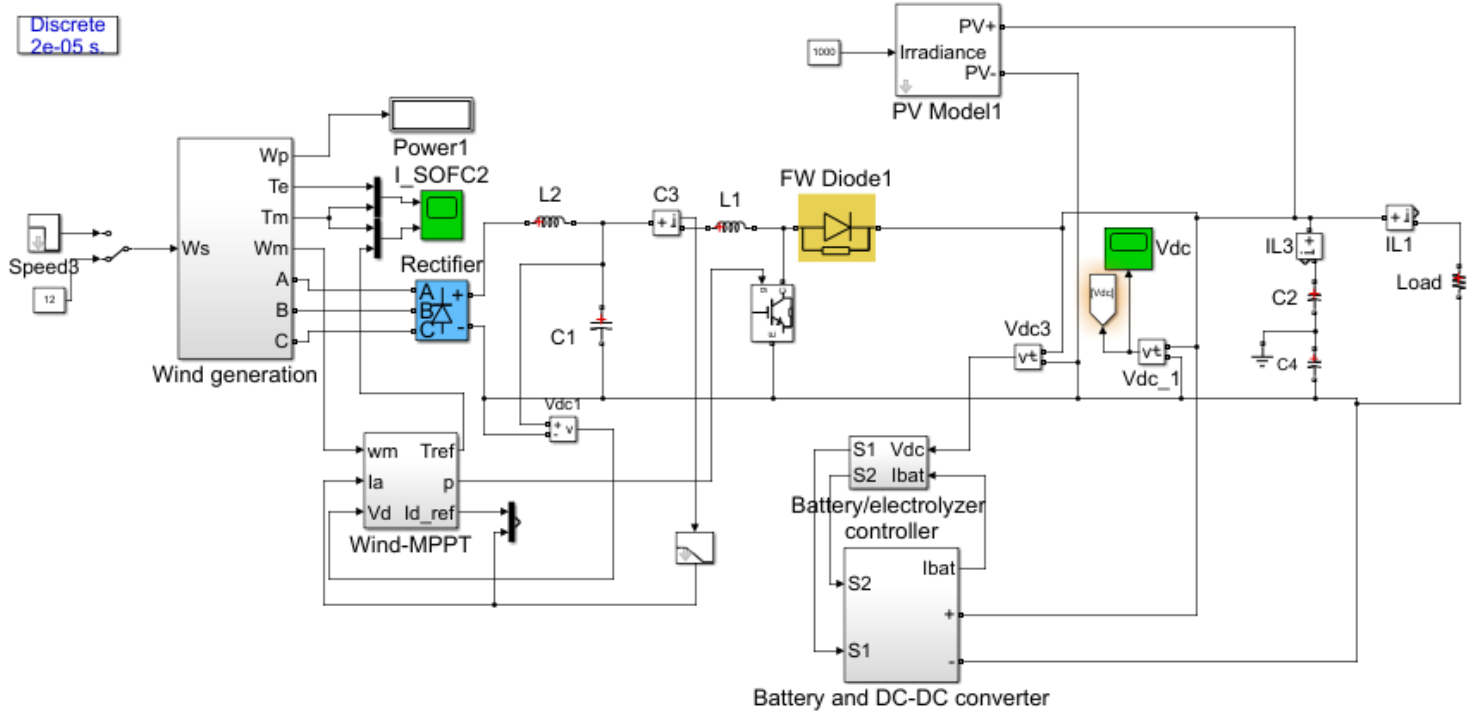 Discrete
2e-05 s.
1000
Irradiance
PV+
PV-
PV Model1
Power1
I_SOFC2
Wp
Te
Tm
Wm
A
B
C
Ws
Wind generation
Speed3
12
Rectifier
A
B
C
+
-
L2
C1
C3
+ i
L1
FW Diode1
g
C
E
Vdc1
+
-
v
wm
Ia
Vd
Tref
p
Id_ref
Wind-MPPT
Vdc
[Vdc]
Vdc3
vt
Vdc_1
vt
IL3
+
i
C2
C4
IL1
+ i
Load
S1
S2
Vdc
Ibat
Battery/electrolyzer
controller
S2
S1
Ibat
+
-
Battery and DC-DC converter